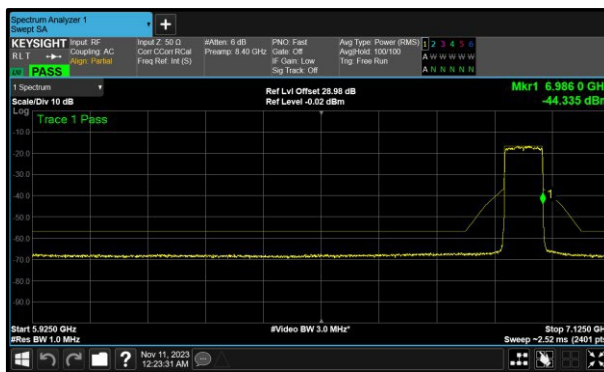 Spectrum Analyzer 1
Swept SA
+
KEYSIGHT Input: RF Input Z: 50 Ω #Atten: 6 dB PNO: Fast Avg Type: Power (RMS) 1 2 3 4 5 6
R L T Coupling: AC Corr CCorr RCal Preamp: 8.40 GHz Gate: Off Avg|Hold: 100/100 A W W W W W
Align: Partial Freq Ref: Int (S) IF Gain: Low Trig: Free Run
PASS Sig Track: Off A N N N N N
1 Spectrum Ref Lvl Offset 28.98 dB Mkr1 6.986 0 GH
Scale/Div 10 dB Ref Level -0.02 dBm -44.335 dBr
Log
Trace 1 Pass
-10.0
-20.0
-30.0
-40.0
1
-50.0
-60.0
-70.0
-80.0
-90.0
Start 5.9250 GHz #Video BW 3.0 MHz* Stop 7.1250 GHz
#Res BW 1.0 MHz Sweep ~2.52 ms (2401 pts
? Nov 11, 2023
12:23:31 AM